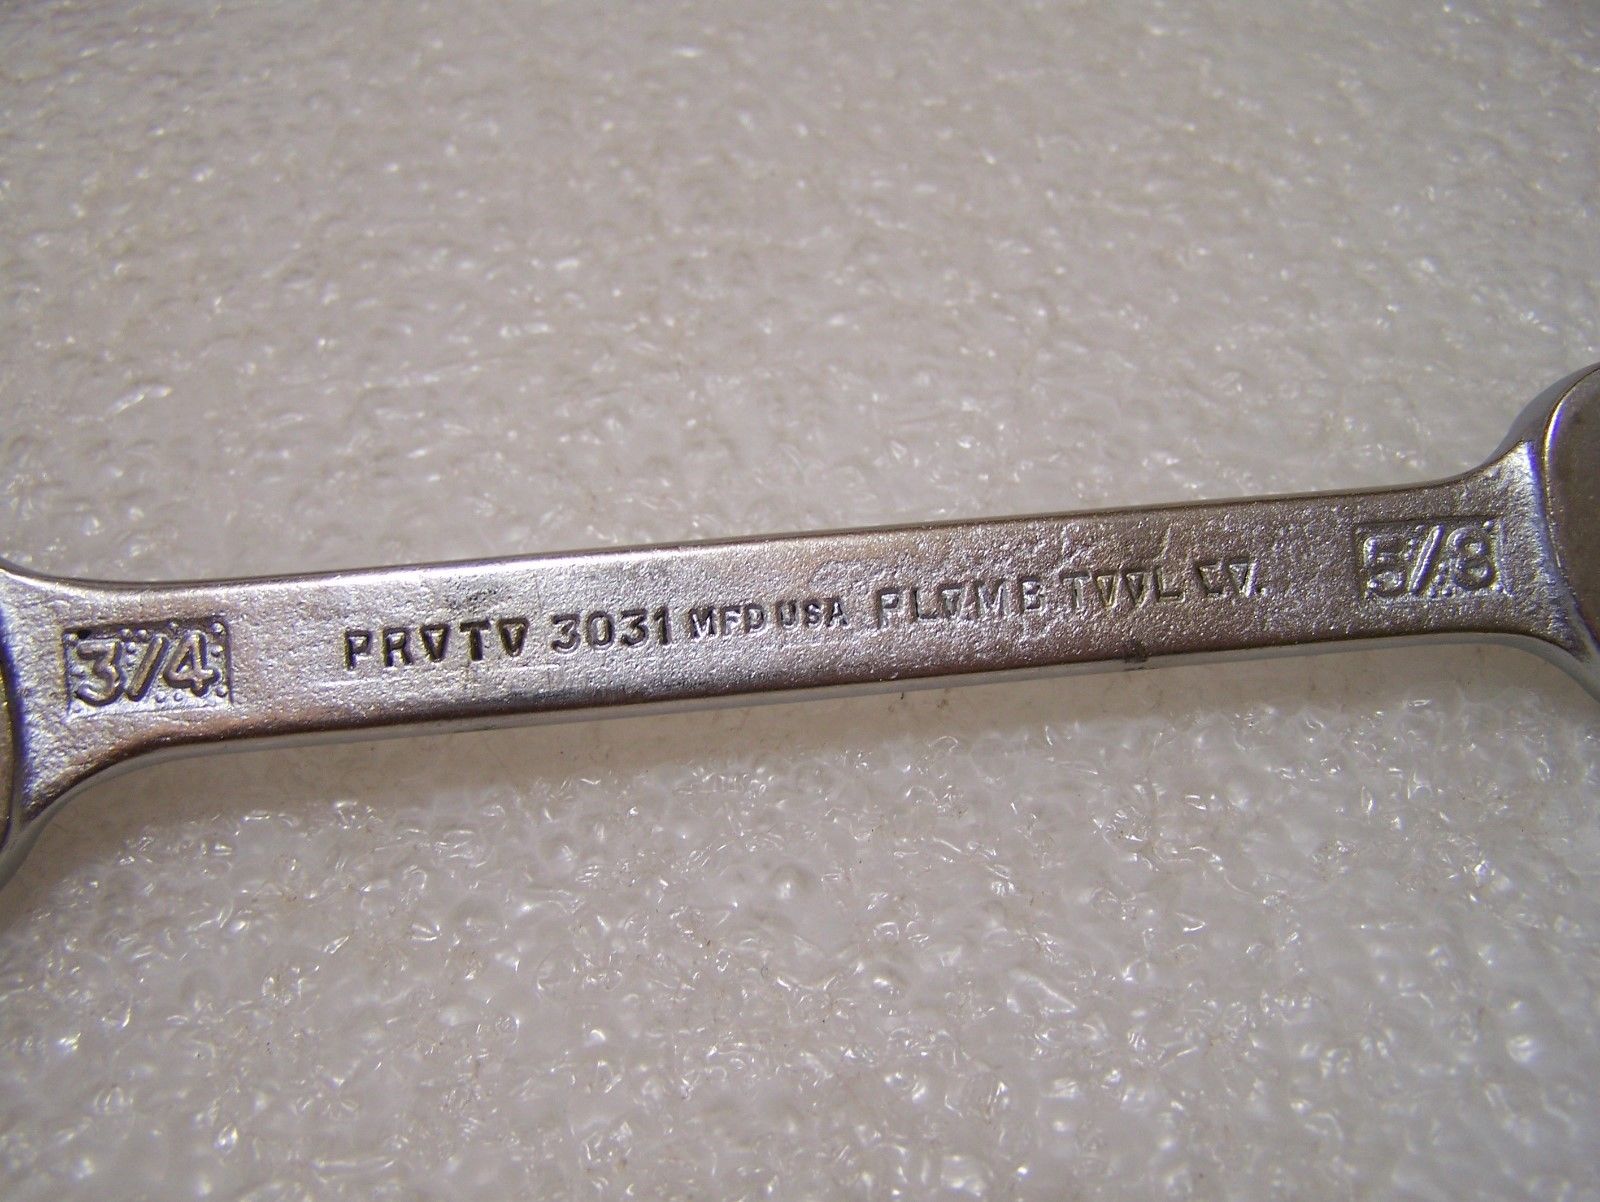 3/4
PROTO 3031 MFD USA PLOMB TOOL CO.
5/8